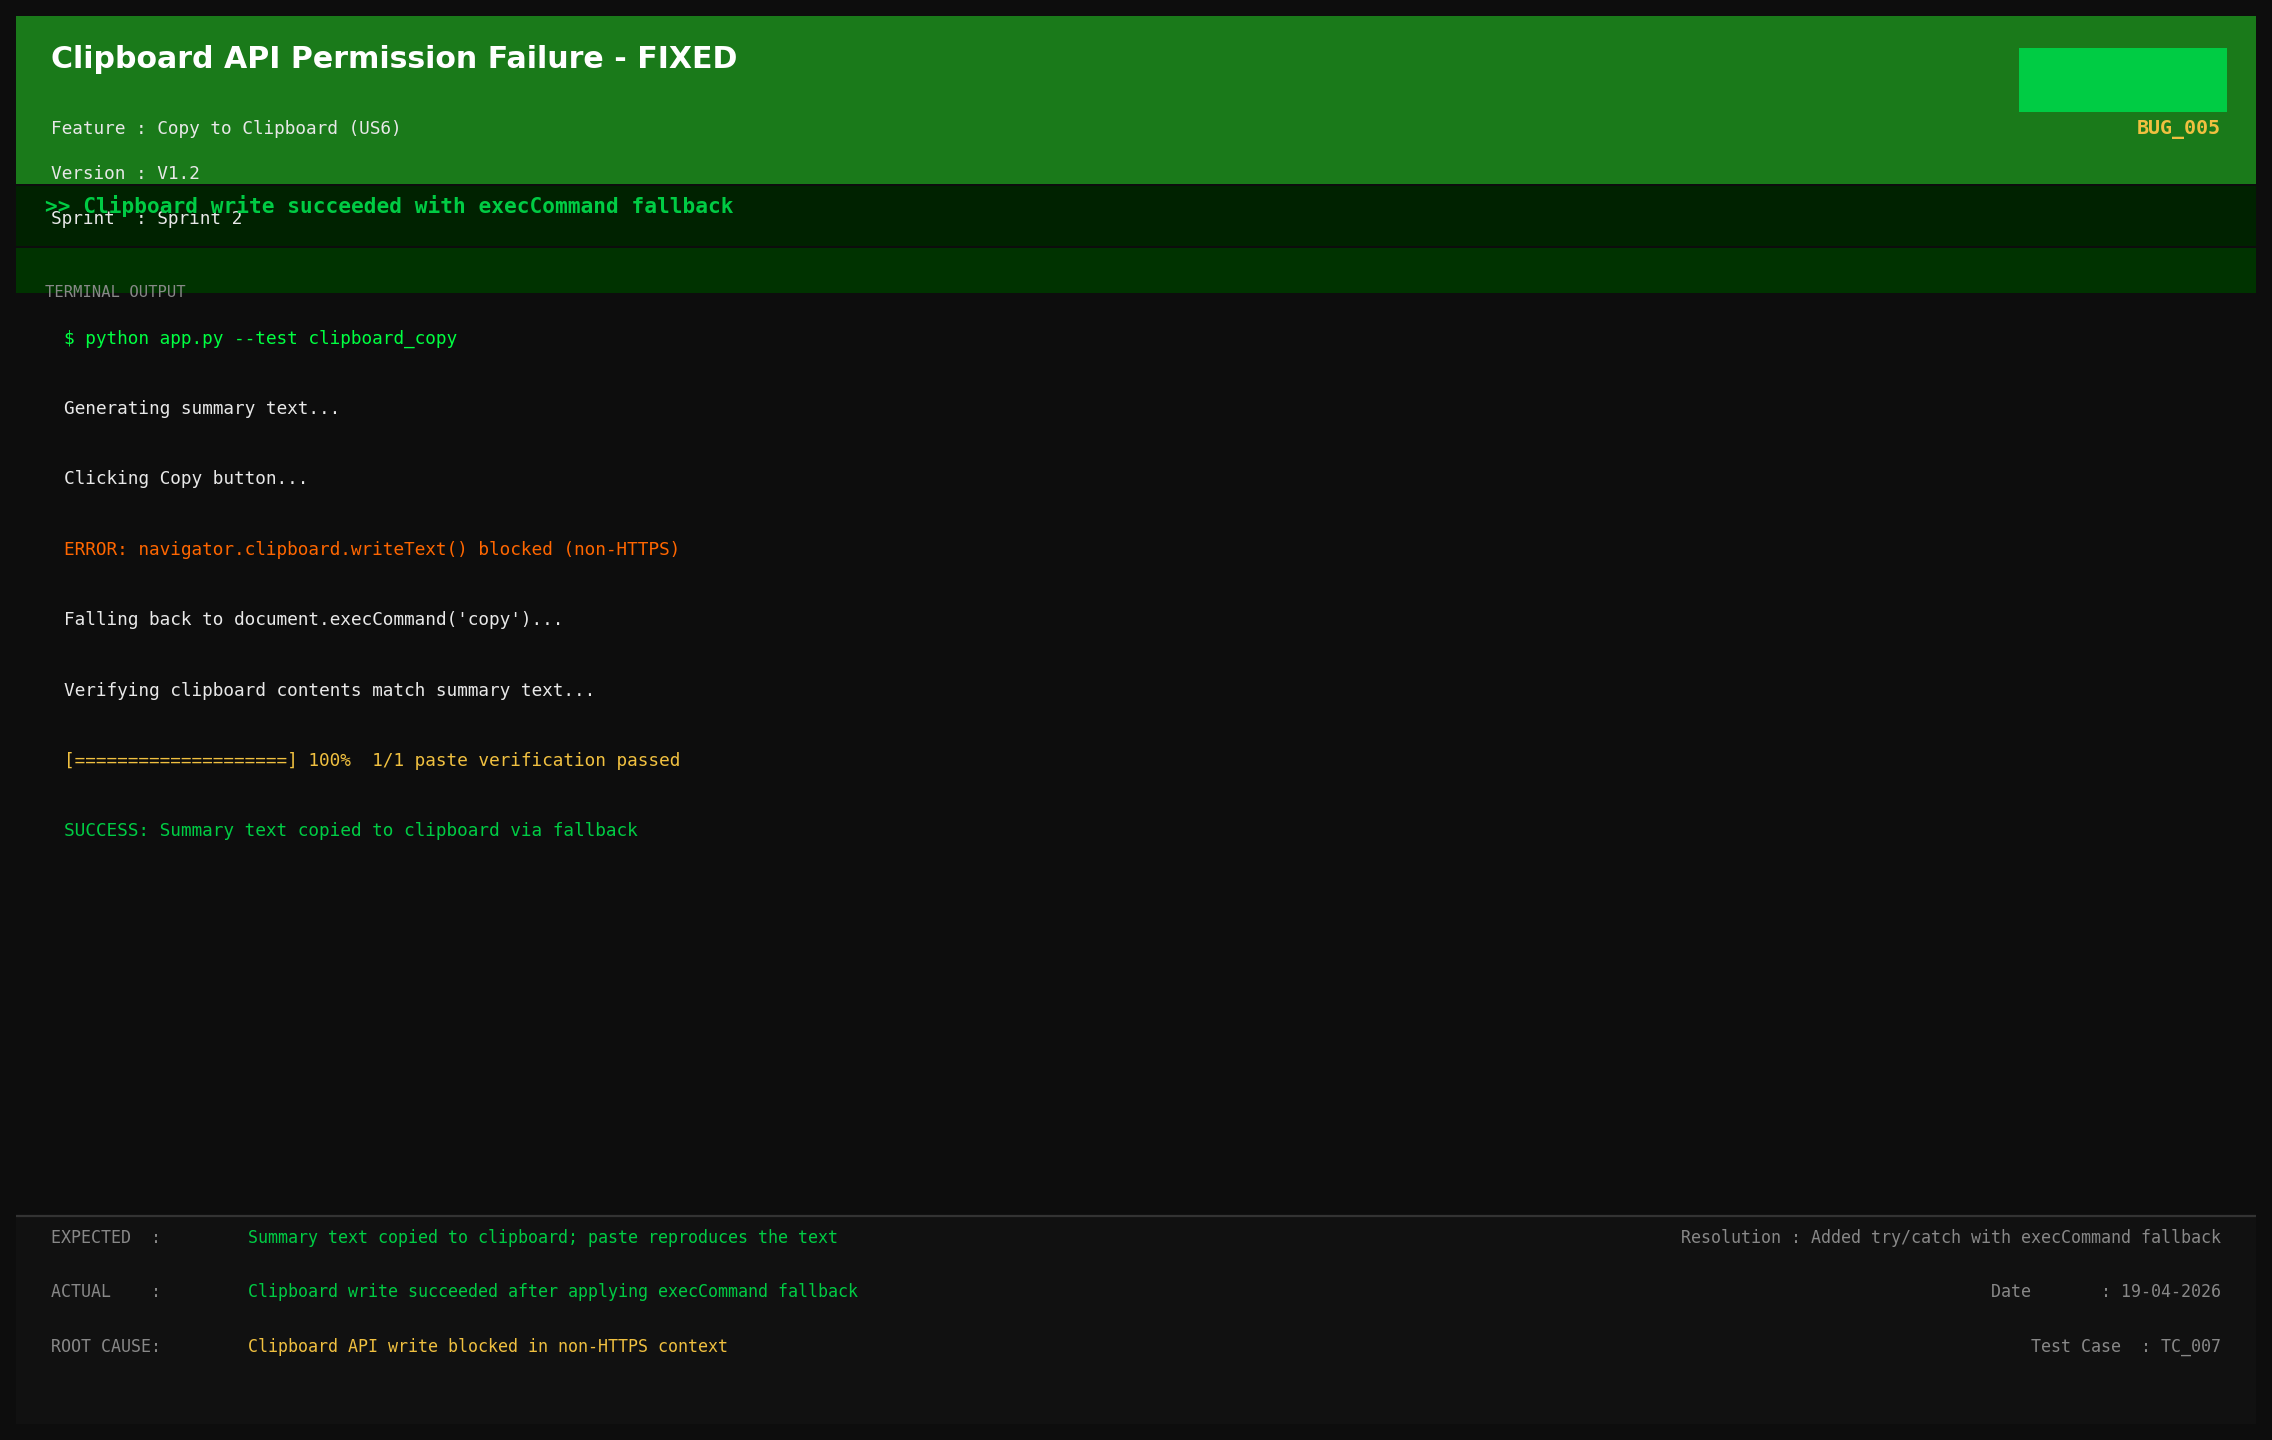 Clipboard API Permission Failure - FIXED
Feature : Copy to Clipboard (US6)
BUG_005
Version : V1.2
>> Clipboard write succeeded with execCommand fallback
Sprint  : Sprint 2
TERMINAL OUTPUT
$ python app.py --test clipboard_copy
Generating summary text...
Clicking Copy button...
ERROR: navigator.clipboard.writeText() blocked (non-HTTPS)
Falling back to document.execCommand('copy')...
Verifying clipboard contents match summary text...
[====================] 100%  1/1 paste verification passed
SUCCESS: Summary text copied to clipboard via fallback
EXPECTED  : Summary text copied to clipboard; paste reproduces the text
Resolution : Added try/catch with execCommand fallback
ACTUAL    : Clipboard write succeeded after applying execCommand fallback
Date       : 19-04-2026
ROOT CAUSE: Clipboard API write blocked in non-HTTPS context
Test Case  : TC_007